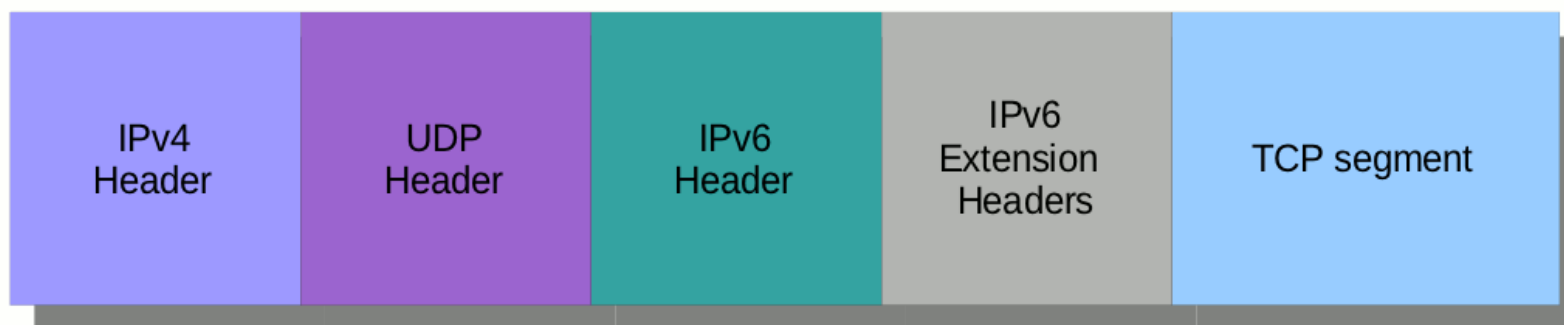 IPv4
Header
UDP
Header
IPv6
Header
IPv6
Extension
Headers
TCP segment